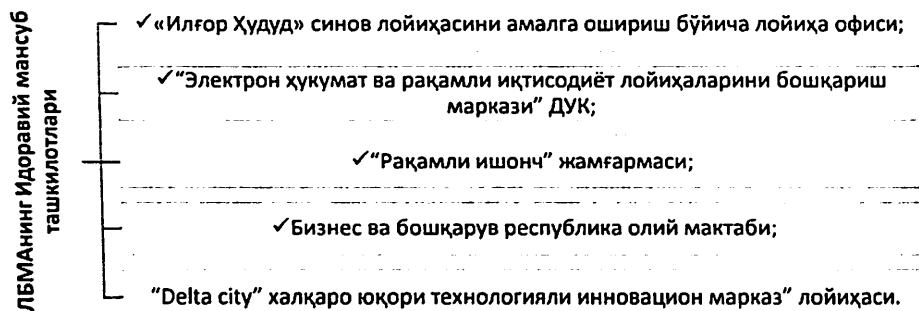 ЛБМАнинг Идоравий мансуб
ташкилотлари
✓«Илғор Ҳудуд» синов лойиҳасини амалга ошириш бўйича лойиҳа офиси;
✓"Электрон ҳукумат ва рақамли иқтисодиёт лойиҳаларини бошқариш
маркази" ДУК;
✓"Рақамли ишонч" жамғармаси;
✓Бизнес ва бошқарув республика олий мактаби;
"Delta city" халқаро юқори технологияли инновацион марказ" лойиҳаси.